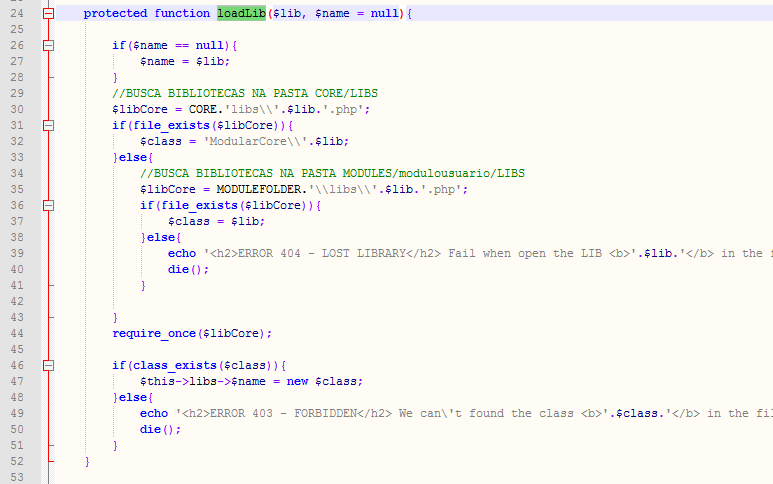 24 protected function loadLib($lib, $name = null){
25
26 if($name == null){
27 $name = $lib;
28 }
29 //BUSCA BIBLIOTECAS NA PASTA CORE/LIBS
30 $libCore = CORE.'libs\\'.$lib.'.php';
31 if(file_exists($libCore)){
32 $class = 'ModularCore\\'.$lib;
33 }else{
34 //BUSCA BIBLIOTECAS NA PASTA MODULES/modulousuario/LIBS
35 $libCore = MODULEFOLDER.'\\libs\\'.$lib.'.php';
36 if(file_exists($libCore)){
37 $class = $lib;
38 }else{
39 echo '<h2>ERROR 404 - LOST LIBRARY</h2> Fail when open the LIB <b>'.$lib.'</b> in the
40 die();
41 }
42
43 }
44 require_once($libCore);
45
46 if(class_exists($class)){
47 $this->libs->$name = new $class;
48 }else{
49 echo '<h2>ERROR 403 - FORBIDDEN</h2> We can\'t found the class <b>'.$class.'</b> in the fil
50 die();
51 }
52 }
53